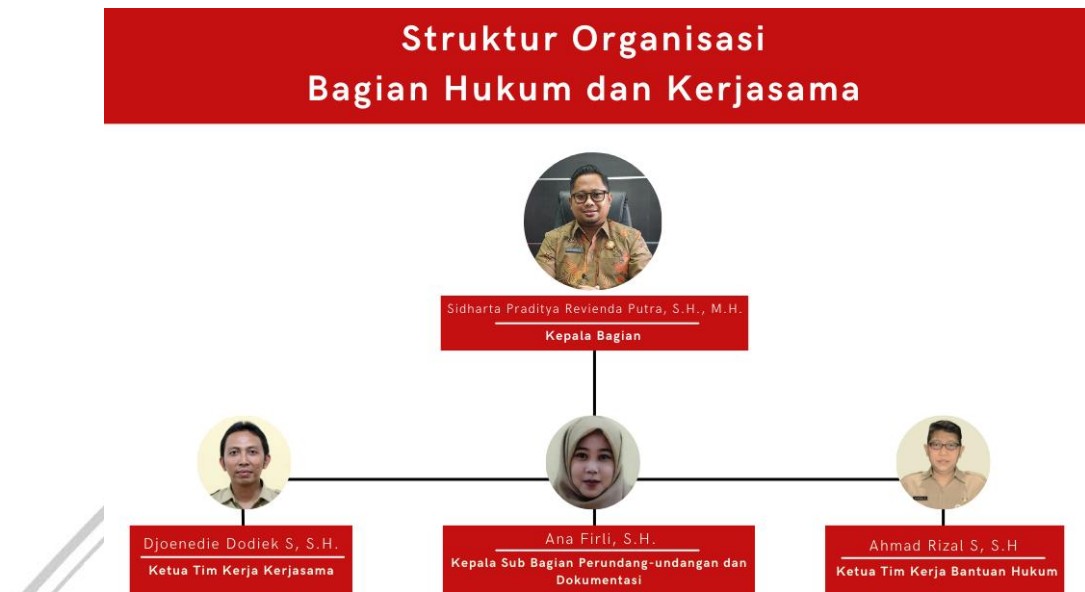 Struktur Organisasi
Bagian Hukum dan Kerjasama
Sidharta Praditya Revienda Putra, S.H., M.H.
Kepala Bagian
Djoenedie Dodiek S, S.H.
Ketua Tim Kerja Kerjasama
Ana Firli, S.H.
Kepala Sub Bagian Perundang-undangan dan
Dokumentasi
Ahmad Rizal S, S.H
Ketua Tim Kerja Bantuan Hukum